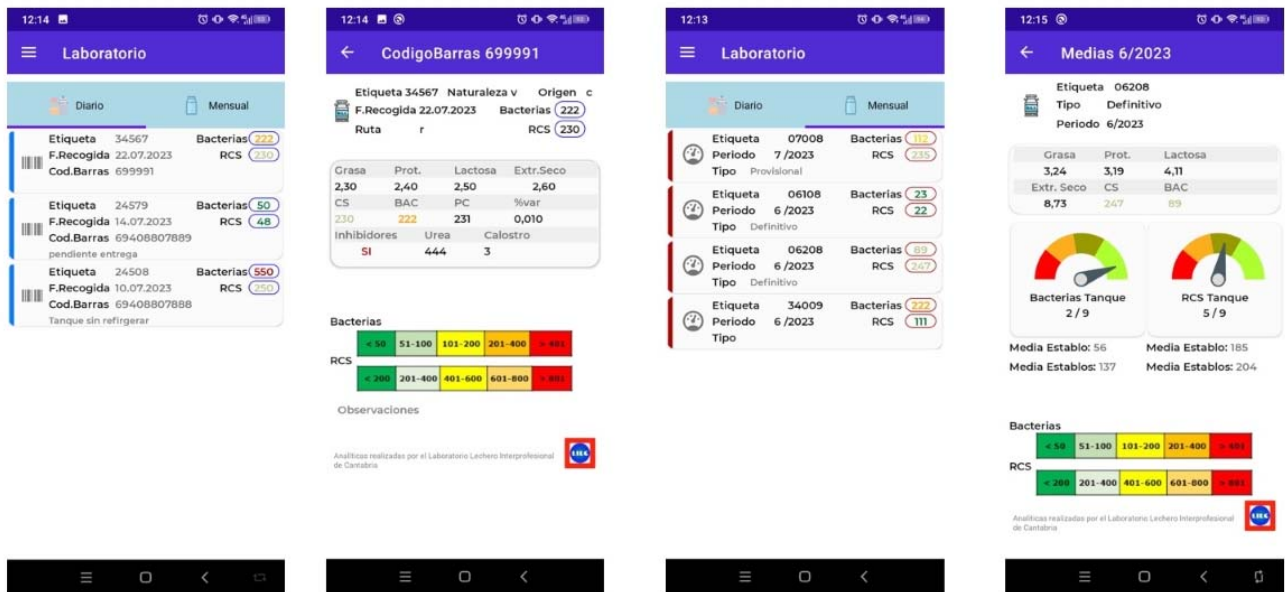 12:14
Laboratorio
Diario Mensual
Etiqueta 34567 Bacterias 222
F.Recogida 22.07.2023 RCS 230
Cod.Barras 699991
Etiqueta 24579 Bacterias 50
F.Recogida 14.07.2023 RCS 48
Cod.Barras 69408807889
pendiente entrega
Etiqueta 24508 Bacterias 550
F.Recogida 10.07.2023 RCS 250
Cod.Barras 69408807888
Tanque sin refirgerar
12:14
CodigoBarras 699991
Etiqueta 34567 Naturaleza v Origen c
F.Recogida 22.07.2023 Bacterias 222
Ruta r RCS 230
Grasa Prot. Lactosa Extr.Seco
2,30 2,40 2,50 2,60
CS BAC PC %var
230 222 231 0,010
Inhibidores Urea Calostro
SI 444 3
Bacterias
< 50 51-100 101-200 201-400 > 401
RCS
< 200 201-400 401-600 601-800 > 801
Observaciones
Analíticas realizadas por el Laboratorio Lechero Interprofesional
de Cantabria
12:13
Laboratorio
Diario Mensual
Etiqueta 07008 Bacterias 112
Periodo 7 /2023 RCS 235
Tipo Provisional
Etiqueta 06108 Bacterias 23
Periodo 6 /2023 RCS 22
Tipo Definitivo
Etiqueta 06208 Bacterias 89
Periodo 6 /2023 RCS 247
Tipo Definitivo
Etiqueta 34009 Bacterias 222
Periodo 6 /2023 RCS 111
Tipo
12:15
Medias 6/2023
Etiqueta 06208
Tipo Definitivo
Periodo 6/2023
Grasa Prot. Lactosa
3,24 3,19 4,11
Extr. Seco CS BAC
8,73 247 89
Bacterias Tanque RCS Tanque
2 / 9 5 / 9
Media Establo: 56 Media Establo: 185
Media Establos: 137 Media Establos: 204
Bacterias
< 50 51-100 101-200 201-400 > 401
RCS
< 200 201-400 401-600 601-800 > 801
Analíticas realizadas por el Laboratorio Lechero Interprofesional
de Cantabria